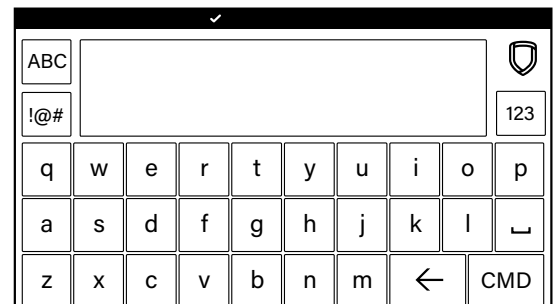 ABC
!@#
123
q w e r t y u i o p
a s d f g h j k l
z x c v b n m CMD